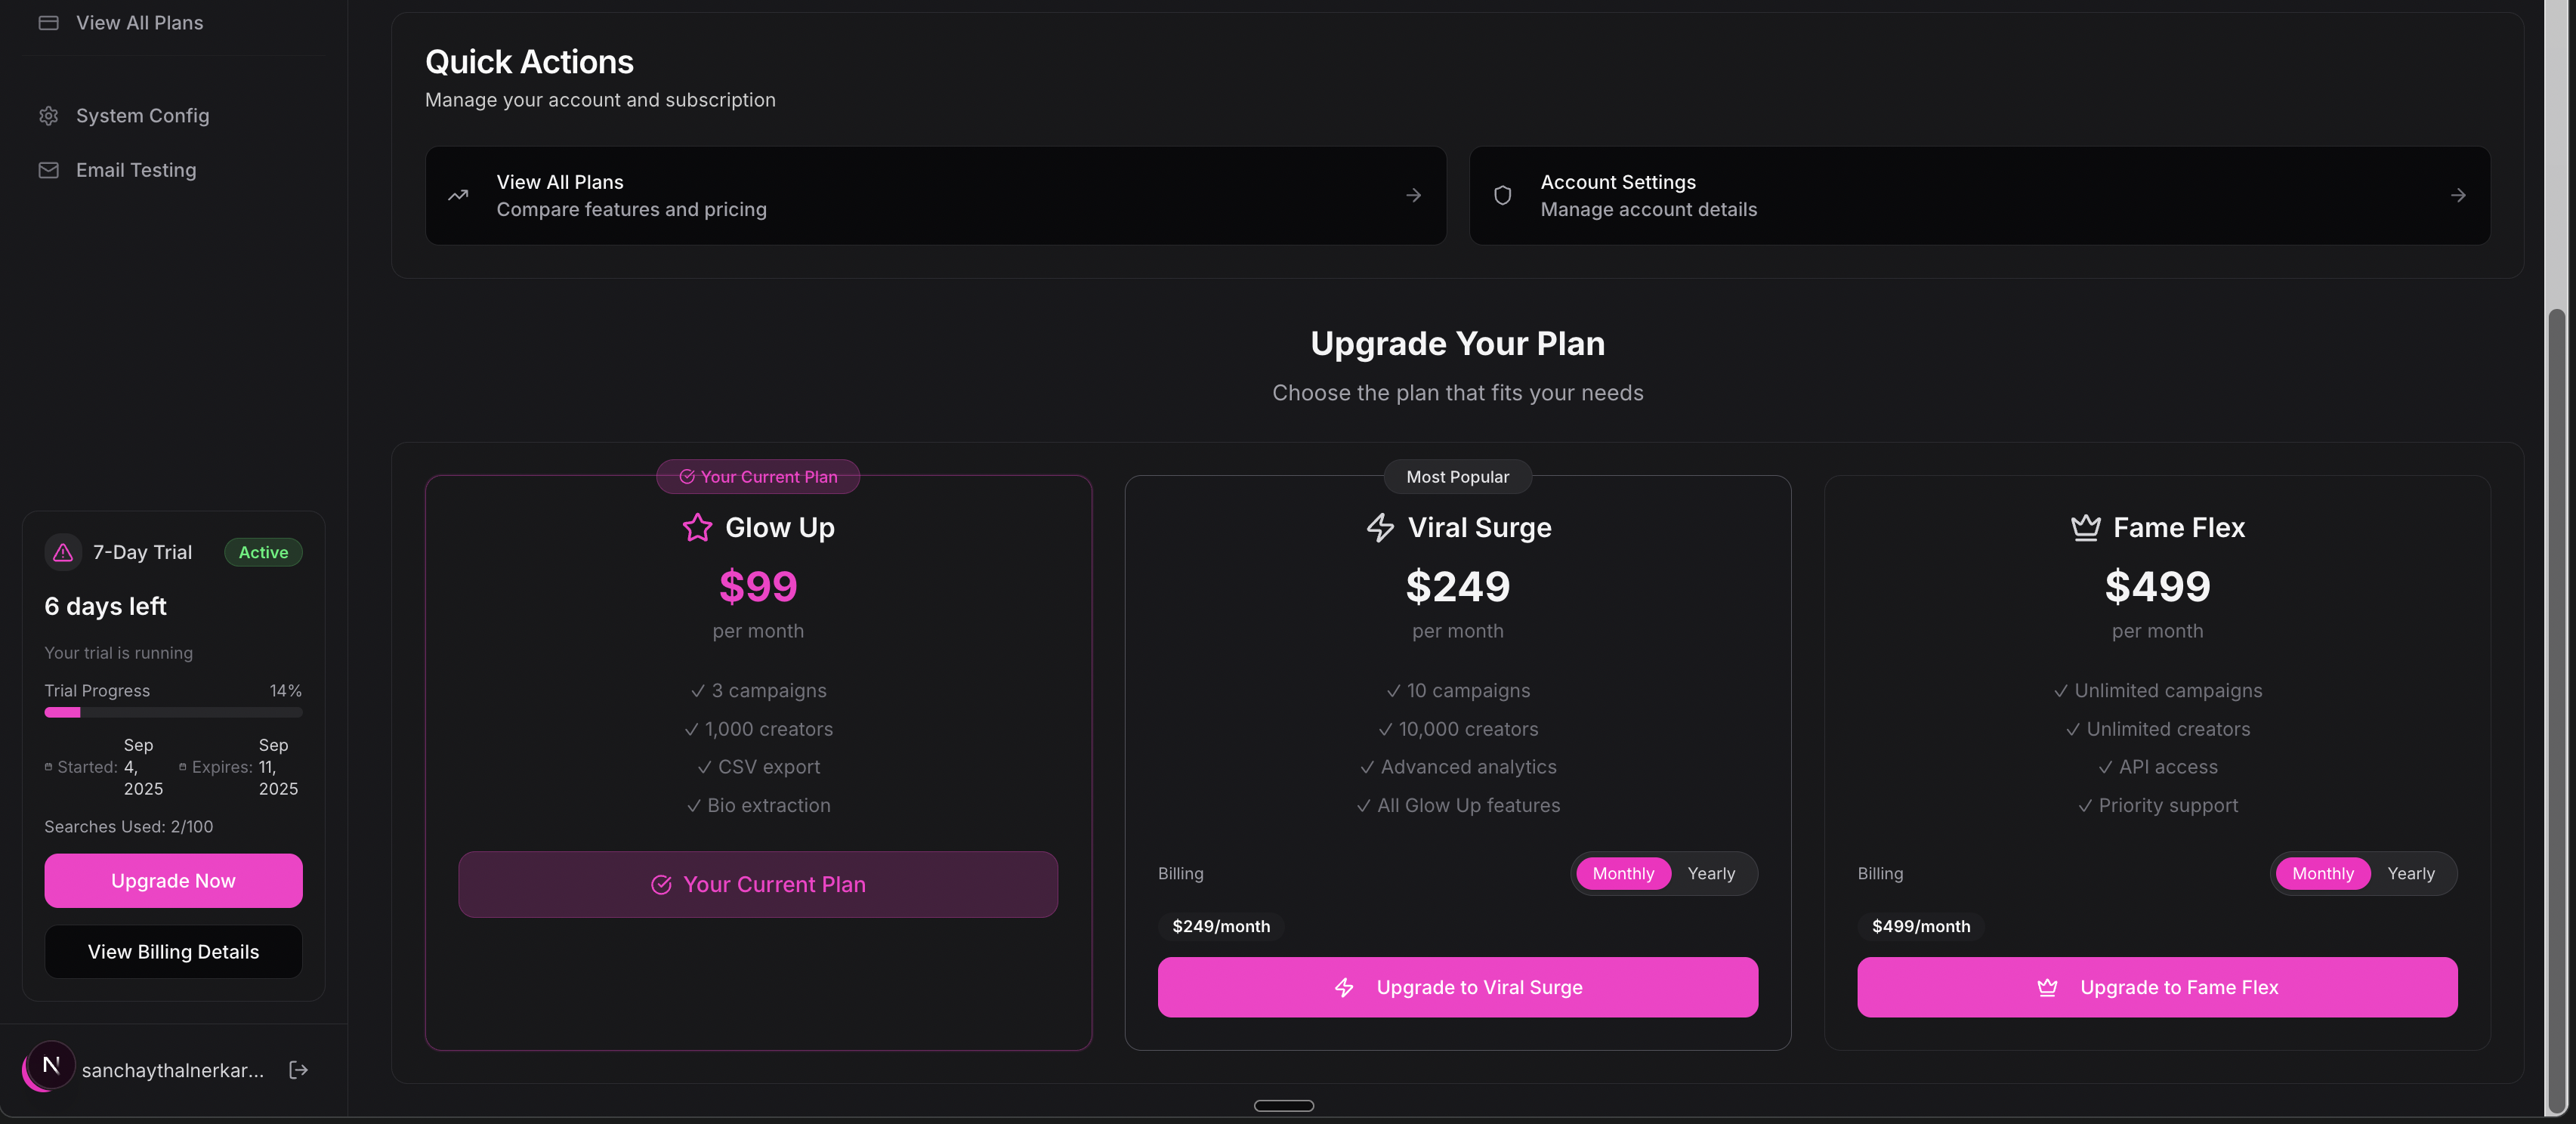 View All Plans
System Config
Email Testing
7-Day Trial
Active
6 days left
Your trial is running
Trial Progress
14%
Started:
Sep
4,
2025
Expires:
Sep
11,
2025
Searches Used: 2/100
Upgrade Now
View Billing Details
N
sanchaythalnerkar...
Quick Actions
Manage your account and subscription
View All Plans
Compare features and pricing
Account Settings
Manage account details
Upgrade Your Plan
Choose the plan that fits your needs
Your Current Plan
Glow Up
$99
per month
✓ 3 campaigns
✓ 1,000 creators
✓ CSV export
✓ Bio extraction
Your Current Plan
Most Popular
Viral Surge
$249
per month
✓ 10 campaigns
✓ 10,000 creators
✓ Advanced analytics
✓ All Glow Up features
Billing
Monthly
Yearly
$249/month
Upgrade to Viral Surge
Fame Flex
$499
per month
✓ Unlimited campaigns
✓ Unlimited creators
✓ API access
✓ Priority support
Billing
Monthly
Yearly
$499/month
Upgrade to Fame Flex